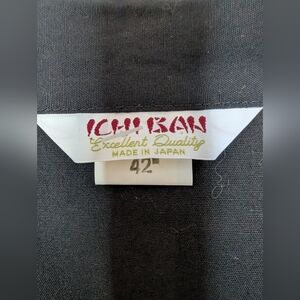 ICHI BAN
Excellent Quality
MADE IN JAPAN
42"